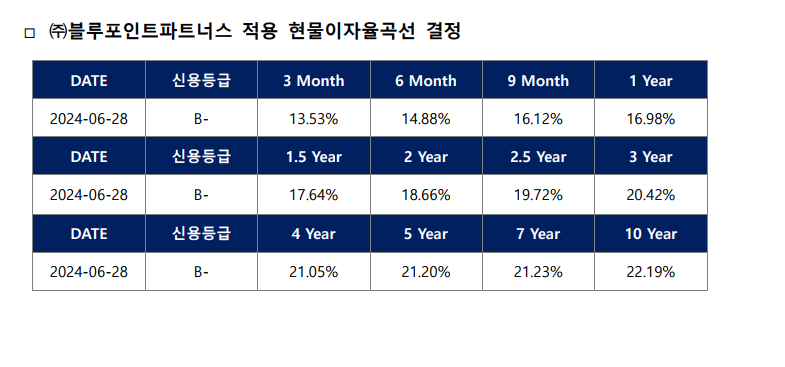 □ ㈜블루포인트파트너스 적용 현물이자율곡선 결정
DATE 신용등급 3 Month 6 Month 9 Month 1 Year
2024-06-28 B- 13.53% 14.88% 16.12% 16.98%
DATE 신용등급 1.5 Year 2 Year 2.5 Year 3 Year
2024-06-28 B- 17.64% 18.66% 19.72% 20.42%
DATE 신용등급 4 Year 5 Year 7 Year 10 Year
2024-06-28 B- 21.05% 21.20% 21.23% 22.19%